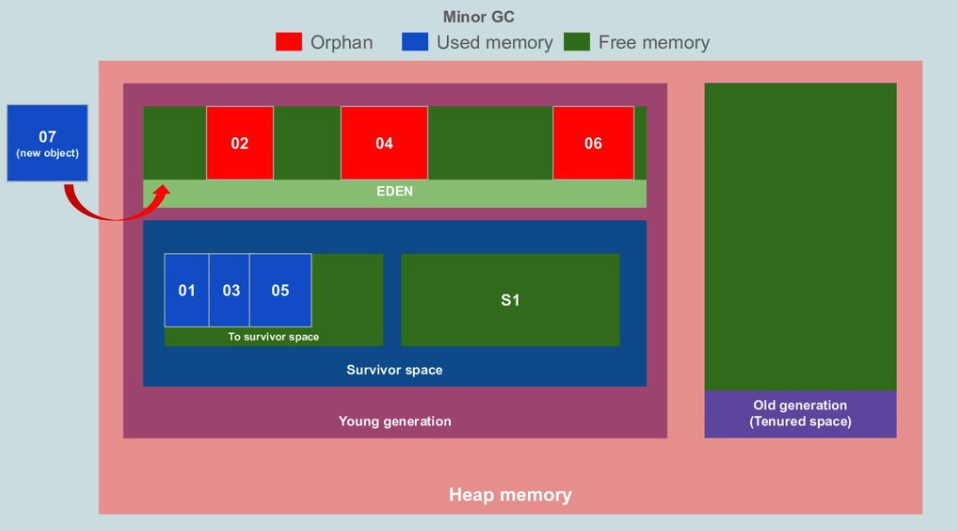 Minor GC
Orphan Used memory Free memory
07
(new object)
02 04 06
EDEN
01 03 05
To survivor space
S1
Survivor space
Young generation
Old generation
(Tenured space)
Heap memory